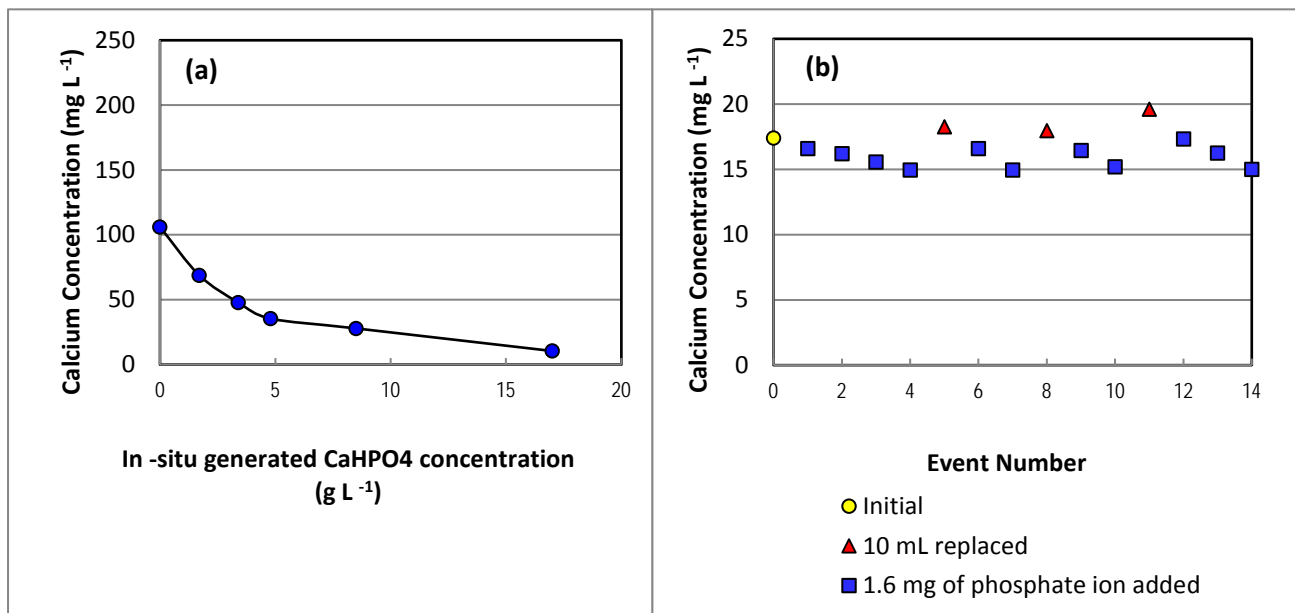 (a)
Calcium Concentration (mg L -1)
250
200
150
100
50
0
0 5 10 15 20
In -situ generated CaHPO4 concentration
(g L -1)
(b)
Calcium Concentration (mg L -1)
25
20
15
10
5
0
0 2 4 6 8 10 12 14
Event Number
Initial
10 mL replaced
1.6 mg of phosphate ion added